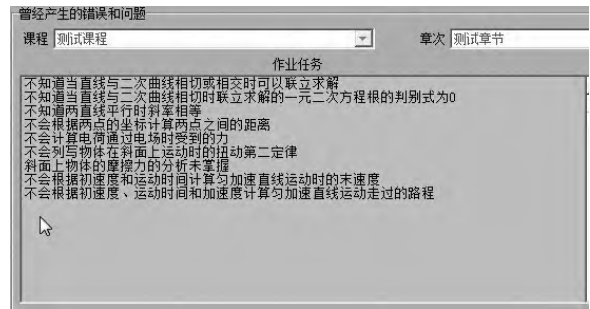 曾经产生的错误和问题
课程 测试课程 章次 测试章节
作业任务
不知道当直线与二次曲线相切或相交时可以联立求解
不知道当直线与二次曲线相切时联立求解的一元二次方程根的判别式为0
不知道两直线平行时斜率相等
不会根据两点的坐标计算两点之间的距离
不会计算电荷通过电场时受到的力
不会列写物体在斜面上运动时的扭动第二定律
斜面上物体的摩擦力的分析未掌握
不会根据初速度和运动时间计算匀加速直线运动时的末速度
不会根据初速度、运动时间和加速度计算匀加速直线运动走过的路程